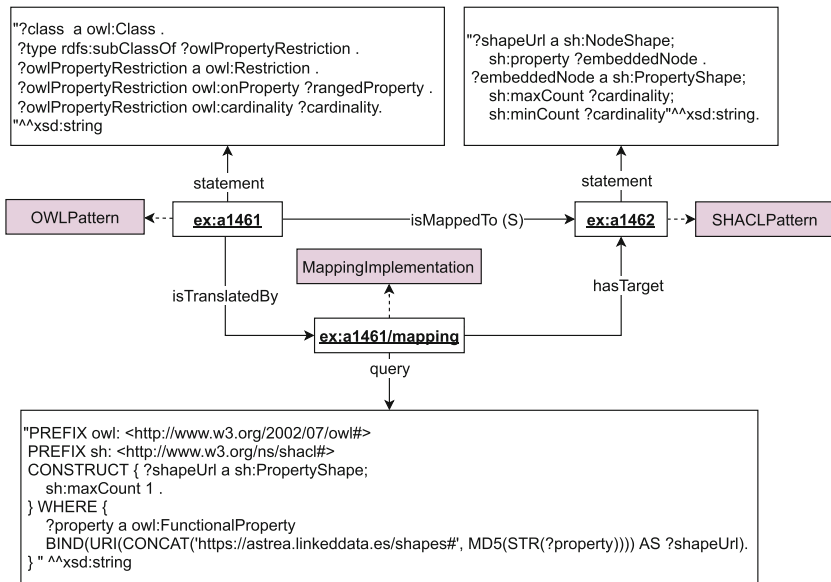 "?class  a owl:Class .
?type rdfs:subClassOf ?owlPropertyRestriction .
?owlPropertyRestriction a owl:Restriction .
?owlPropertyRestriction owl:onProperty ?rangedProperty .
?owlPropertyRestriction owl:cardinality ?cardinality.
"^^xsd:string
"?shapeUrl a sh:NodeShape;
sh:property ?embeddedNode .
?embeddedNode a sh:PropertyShape;
sh:maxCount ?cardinality;
sh:minCount ?cardinality"^^xsd:string.
statement
statement
OWLPattern
ex:a1461
isMappedTo (S)
ex:a1462
SHACLPattern
MappingImplementation
isTranslatedBy
hasTarget
ex:a1461/mapping
query
"PREFIX owl: <http://www.w3.org/2002/07/owl#>
PREFIX sh: <http://www.w3.org/ns/shacl#>
CONSTRUCT { ?shapeUrl a sh:PropertyShape;
sh:maxCount 1 .
} WHERE {
?property a owl:FunctionalProperty
BIND(URI(CONCAT('https://astrea.linkeddata.es/shapes#', MD5(STR(?property)))) AS ?shapeUrl).
} " ^^xsd:string